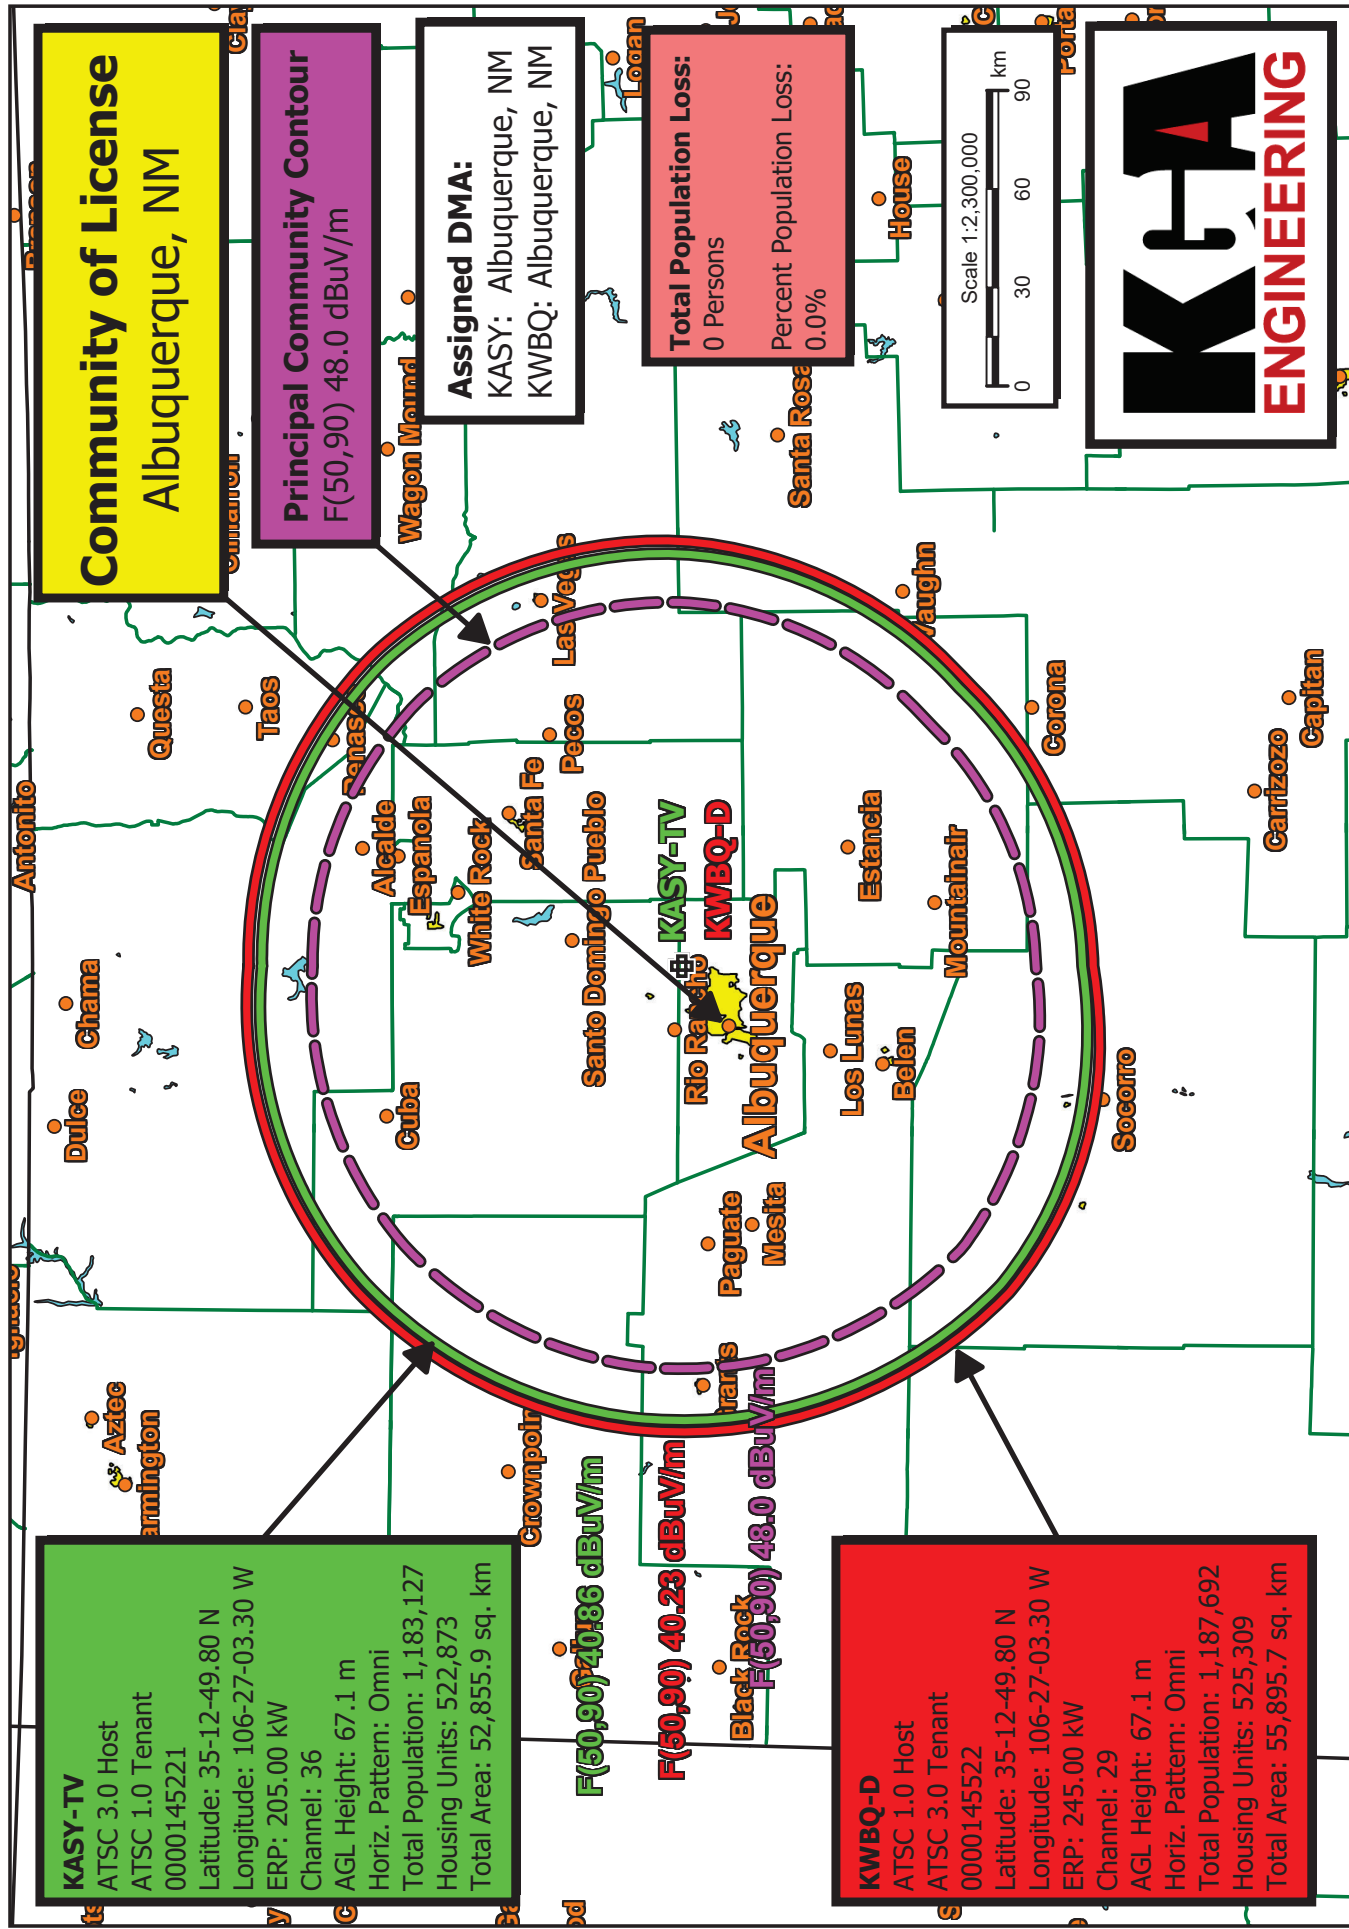 Community of License
Albuquerque, NM
Principal Community Contour
F(50,90) 48.0 dBuV/m
Assigned DMA:
KASY: Albuquerque, NM
KWBQ: Albuquerque, NM
Total Population Loss:
0 Persons
Percent Population Loss:
0.0%
Scale 1:2,300,000
0 30 60 90 km
K&A
ENGINEERING
KASY-TV
ATSC 3.0 Host
ATSC 1.0 Tenant
0000145221
Latitude: 35-12-49.80 N
Longitude: 106-27-03.30 W
ERP: 205.00 kW
Channel: 36
AGL Height: 67.1 m
Horiz. Pattern: Omni
Total Population: 1,183,127
Housing Units: 522,873
Total Area: 52,855.9 sq. km
KWBQ-D
ATSC 1.0 Host
ATSC 3.0 Tenant
0000145522
Latitude: 35-12-49.80 N
Longitude: 106-27-03.30 W
ERP: 245.00 kW
Channel: 29
AGL Height: 67.1 m
Horiz. Pattern: Omni
Total Population: 1,187,692
Housing Units: 525,309
Total Area: 55,895.7 sq. km
F(50,90) 40.86 dBuV/m
F(50,90) 40.23 dBuV/m
F(50,90) 48.0 dBuV/m
KASY-TV
KWBQ-D
Antonito
Questa
Taos
Chama
Dulce
Aztec
Alcalde
Espanola
White Rock
Santa Fe
Pecos
Las Vegas
Wagon Mound
Logan
House
Santa Rosa
Cuba
Santo Domingo Pueblo
Rio Rancho
Albuquerque
Estancia
Mountainair
Los Lunas
Belen
Paguate
Mesita
Black Rock
Socorro
Corona
Carrizozo
Capitan